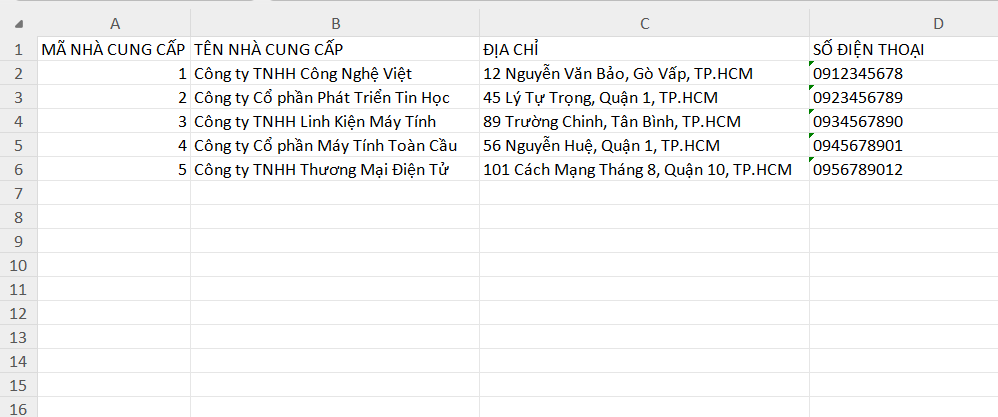 A B C D
1 MÃ NHÀ CUNG CẤP TÊN NHÀ CUNG CẤP ĐỊA CHỈ SỐ ĐIỆN THOẠI
2 1 Công ty TNHH Công Nghệ Việt 12 Nguyễn Văn Bảo, Gò Vấp, TP.HCM 0912345678
3 2 Công ty Cổ phần Phát Triển Tin Học 45 Lý Tự Trọng, Quận 1, TP.HCM 0923456789
4 3 Công ty TNHH Linh Kiện Máy Tính 89 Trường Chinh, Tân Bình, TP.HCM 0934567890
5 4 Công ty Cổ phần Máy Tính Toàn Cầu 56 Nguyễn Huệ, Quận 1, TP.HCM 0945678901
6 5 Công ty TNHH Thương Mại Điện Tử 101 Cách Mạng Tháng 8, Quận 10, TP.HCM 0956789012
7
8
9
10
11
12
13
14
15
16